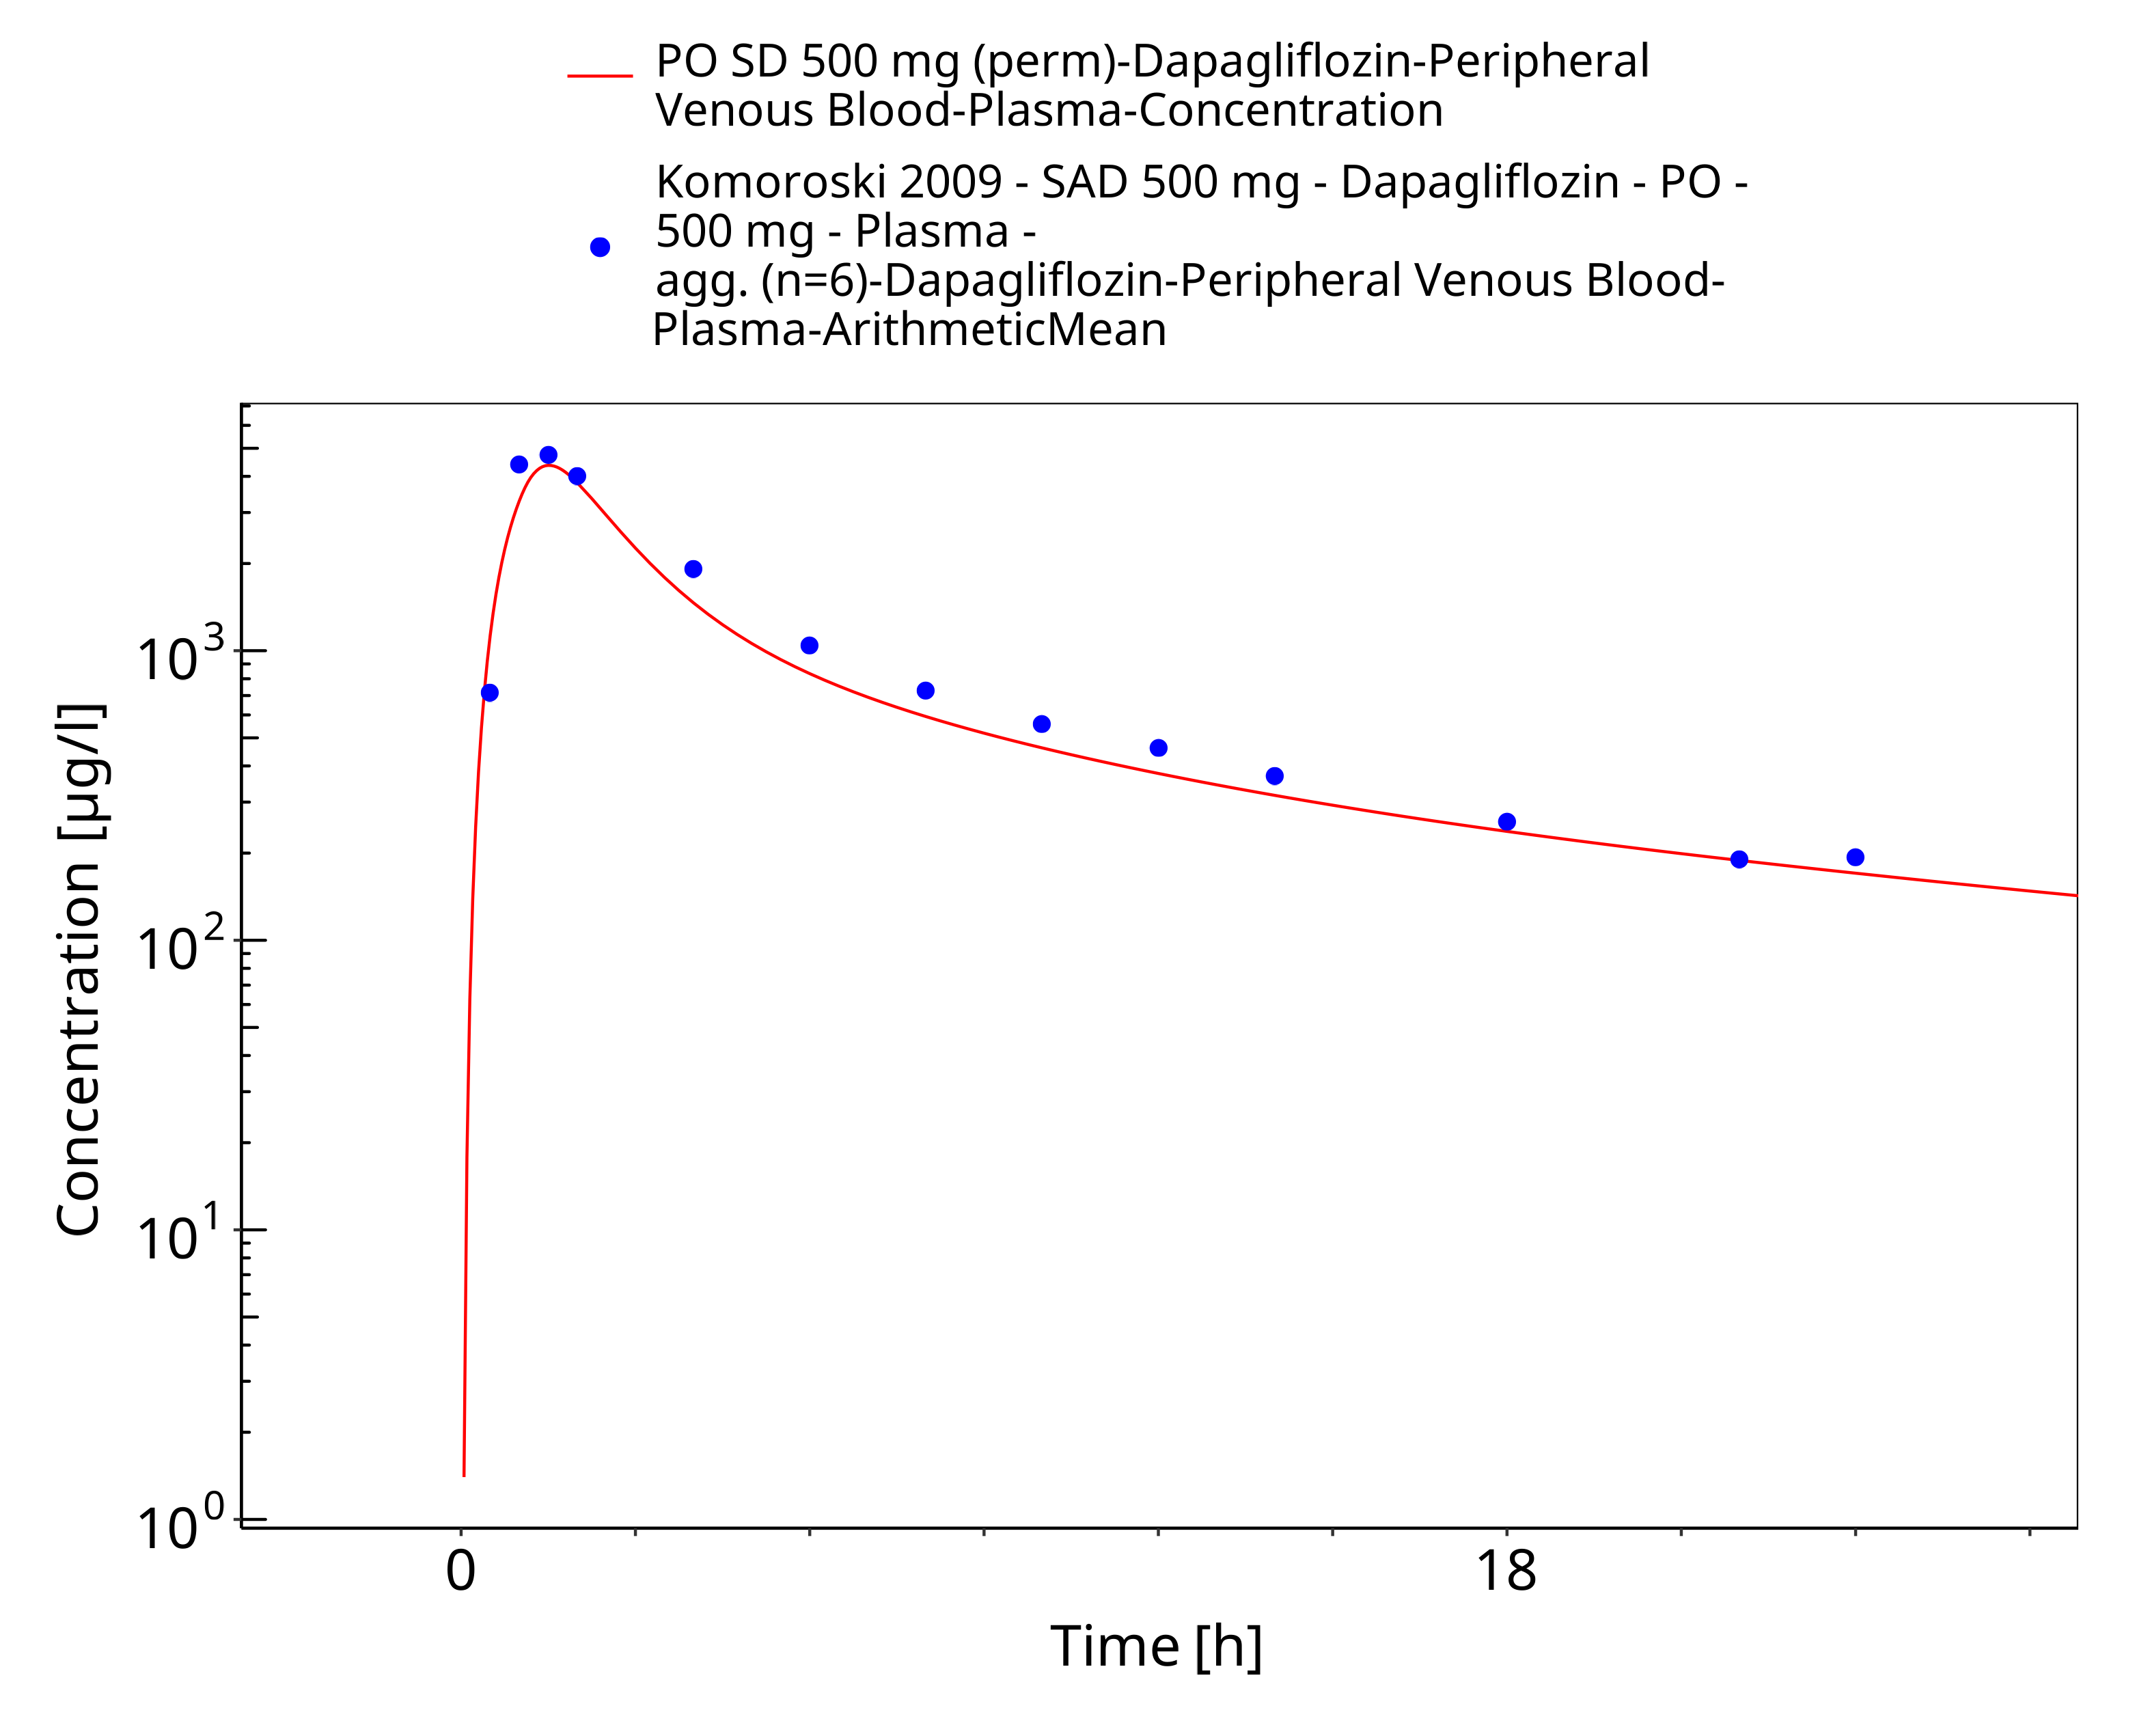 PO SD 500 mg (perm)-Dapagliflozin-Peripheral
Venous Blood-Plasma-Concentration
Komoroski 2009 - SAD 500 mg - Dapagliflozin - PO -
500 mg - Plasma -
agg. (n=6)-Dapagliflozin-Peripheral Venous Blood-
Plasma-ArithmeticMean
Concentration [µg/l]
10³
10²
10¹
10⁰
0
18
Time [h]